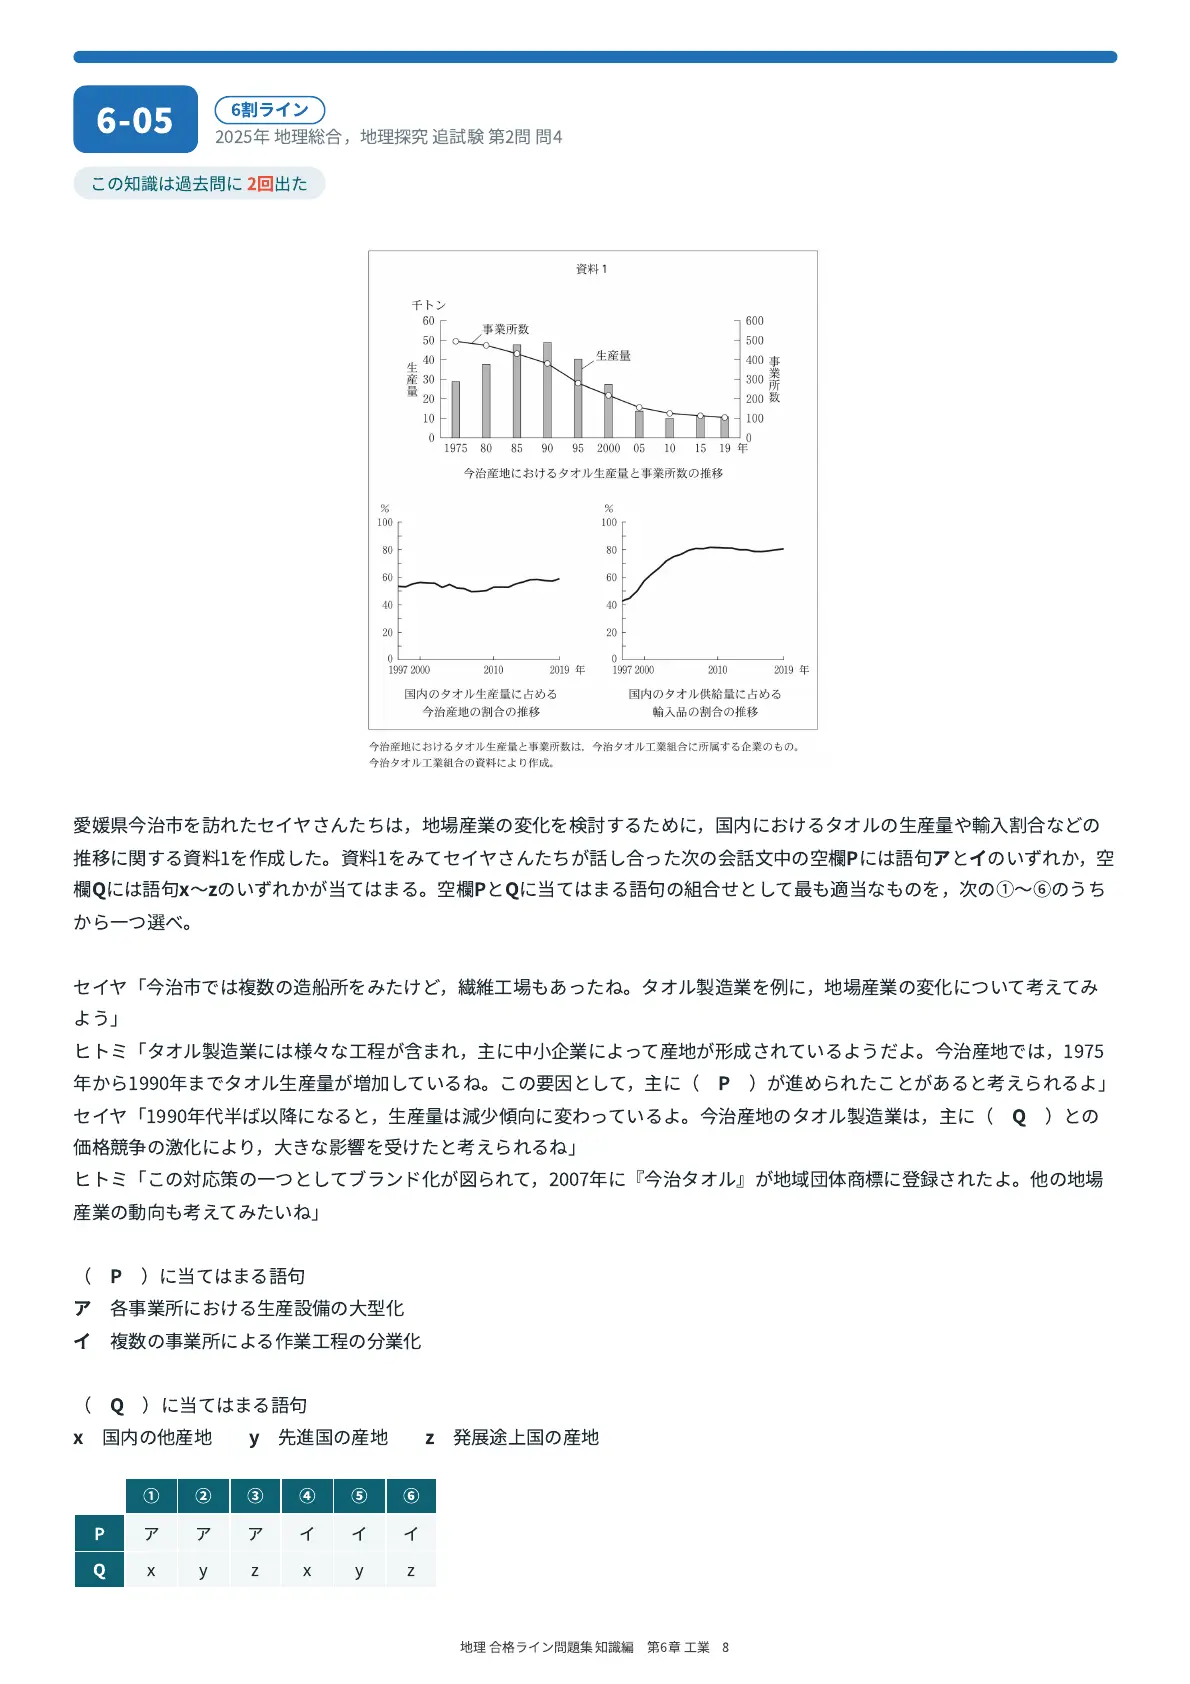 6-05
6割ライン
2025年 地理総合，地理探究 追試験 第2問 問4
この知識は過去問に 2回出た
資料 1
千トン
60
50
40
30
20
10
0
生産量
事業所数
生産量
600
500
400
300
200
100
0
事業所数
1975 80 85 90 95 2000 05 10 15 19 年
今治産地におけるタオル生産量と事業所数の推移
%
100
80
60
40
20
0
1997 2000 2010 2019 年
国内のタオル生産量に占める
今治産地の割合の推移
%
100
80
60
40
20
0
1997 2000 2010 2019 年
国内のタオル供給量に占める
輸入品の割合の推移
今治産地におけるタオル生産量と事業所数は，今治タオル工業組合に所属する企業のもの。
今治タオル工業組合の資料により作成。
愛媛県今治市を訪れたセイヤさんたちは，地場産業の変化を検討するために，国内におけるタオルの生産量や輸入割合などの
推移に関する資料1を作成した。資料1をみてセイヤさんたちが話し合った次の会話文中の空欄Pには語句アとイのいずれか，空
欄Qには語句x～zのいずれかが当てはまる。空欄PとQに当てはまる語句の組合せとして最も適当なものを，次の①～⑥のうち
から一つ選べ。
セイヤ「今治市では複数の造船所をみたけど，繊維工場もあったね。タオル製造業を例に，地場産業の変化について考えてみ
よう」
ヒトミ「タオル製造業には様々な工程が含まれ，主に中小企業によって産地が形成されているようだよ。今治産地では，1975
年から1990年までタオル生産量が増加しているね。この要因として，主に（　P　）が進められたことがあると考えられるよ」
セイヤ「1990年代半ば以降になると，生産量は減少傾向に変わっているよ。今治産地のタオル製造業は，主に（　Q　）との
価格競争の激化により，大きな影響を受けたと考えられるね」
ヒトミ「この対応策の一つとしてブランド化が図られて，2007年に『今治タオル』が地域団体商標に登録されたよ。他の地場
産業の動向も考えてみたいね」
（　P　）に当てはまる語句
ア　各事業所における生産設備の大型化
イ　複数の事業所による作業工程の分業化
（　Q　）に当てはまる語句
x　国内の他産地　　y　先進国の産地　　z　発展途上国の産地
① ② ③ ④ ⑤ ⑥
P ア ア ア イ イ イ
Q x y z x y z
地理 合格ライン問題集 知識編　第6章 工業　8